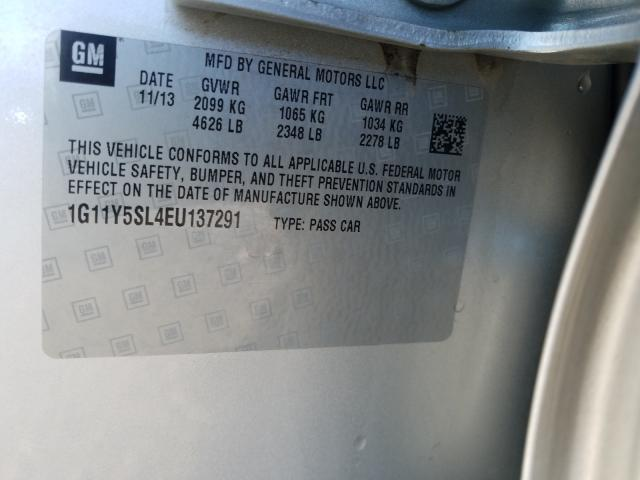 GM
MFD BY GENERAL MOTORS LLC
DATE GVWR GAWR FRT GAWR RR
11/13 2099 KG 1065 KG 1034 KG
4626 LB 2348 LB 2278 LB
THIS VEHICLE CONFORMS TO ALL APPLICABLE U.S. FEDERAL MOTOR
VEHICLE SAFETY, BUMPER, AND THEFT PREVENTION STANDARDS IN
EFFECT ON THE DATE OF MANUFACTURE SHOWN ABOVE.
1G11Y5SL4EU137291 TYPE: PASS CAR